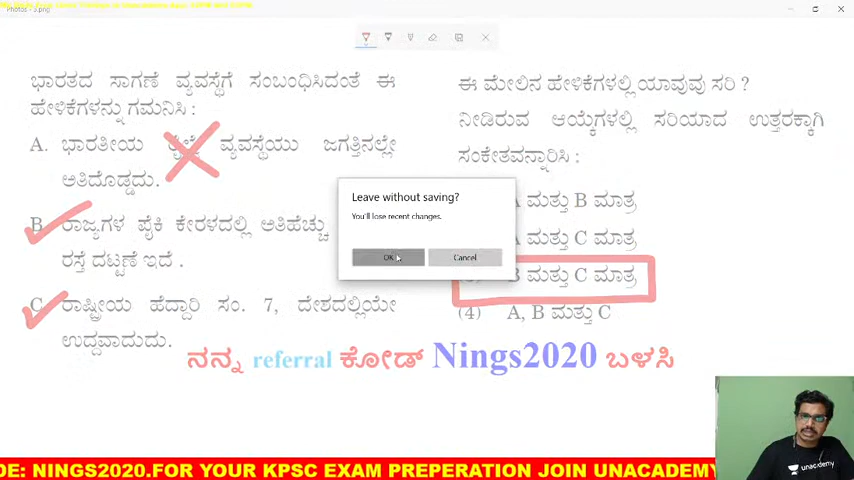 Photos - 3.png
ಭಾರತದ ಸಾಗಣೆ ವ್ಯವಸ್ಥೆಗೆ ಸಂಬಂಧಿಸಿದಂತೆ ಈ
ಹೇಳಿಕೆಗಳನ್ನು ಗಮನಿಸಿ :
A. ಭಾರತೀಯ ರೈಲ್ವೆ ವ್ಯವಸ್ಥೆಯು ಜಗತ್ತಿನಲ್ಲೇ
ಅತಿದೊಡ್ಡದು.
B. ರಾಜ್ಯಗಳ ಪೈಕಿ ಕೇರಳದಲ್ಲಿ ಅತಿಹೆಚ್ಚು
ರಸ್ತೆ ದಟ್ಟಣೆ ಇದೆ .
C. ರಾಷ್ಟ್ರೀಯ ಹೆದ್ದಾರಿ ಸಂ. 7, ದೇಶದಲ್ಲಿಯೇ
ಉದ್ದವಾದುದು.
ಈ ಮೇಲಿನ ಹೇಳಿಕೆಗಳಲ್ಲಿ ಯಾವುವು ಸರಿ ?
ನೀಡಿರುವ ಆಯ್ಕೆಗಳಲ್ಲಿ ಸರಿಯಾದ ಉತ್ತರಕ್ಕಾಗಿ
ಸಂಕೇತವನ್ನಾರಿಸಿ :
A ಮತ್ತು B ಮಾತ್ರ
A ಮತ್ತು C ಮಾತ್ರ
B ಮತ್ತು C ಮಾತ್ರ
(4) A, B ಮತ್ತು C
Leave without saving?
You'll lose recent changes.
OK Cancel
ನನ್ನ referral ಕೋಡ್ Nings2020 ಬಳಸಿ
unacademy
DE: NINGS2020.FOR YOUR KPSC EXAM PREPERATION JOIN UNACADEMY